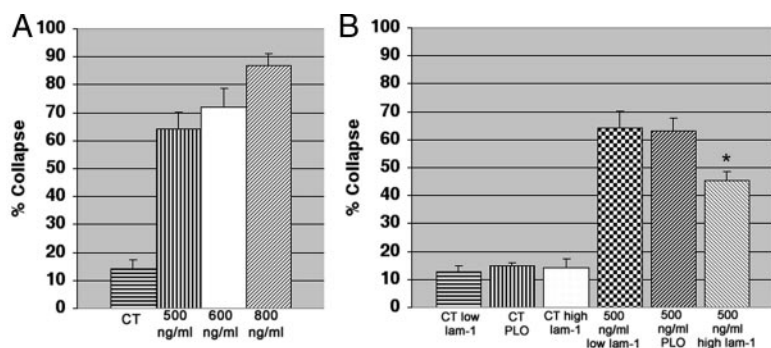 A
% Collapse
100
90
80
70
60
50
40
30
20
10
0
CT
500
ng/ml
600
ng/ml
800
ng/ml
B
% Collapse
100
90
80
70
60
50
40
30
20
10
0
*
CT low
lam-1
CT
PLO
CT high
lam-1
500
ng/ml
low lam-1
500
ng/ml
PLO
500
ng/ml
high lam-1